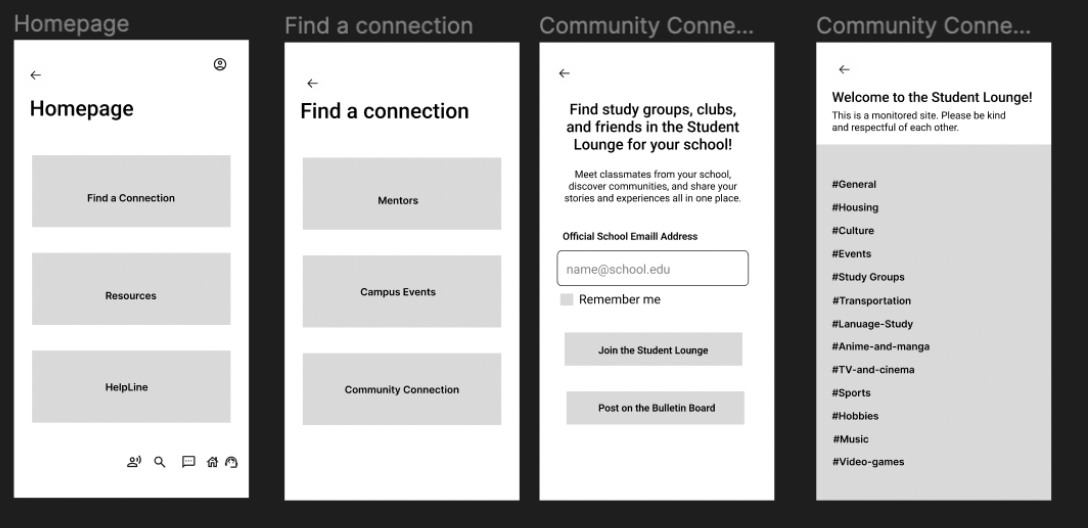 Homepage
Homepage
Find a Connection
Resources
HelpLine
Find a connection
Find a connection
Mentors
Campus Events
Community Connection
Community Conne...
Find study groups, clubs,
and friends in the Student
Lounge for your school!
Meet classmates from your school,
discover communities, and share your
stories and experiences all in one place.
Official School Emaill Address
name@school.edu
Remember me
Join the Student Lounge
Post on the Bulletin Board
Community Conne...
Welcome to the Student Lounge!
This is a monitored site. Please be kind
and respectful of each other.
#General
#Housing
#Culture
#Events
#Study Groups
#Transportation
#Lanuage-Study
#Anime-and-manga
#TV-and-cinema
#Sports
#Hobbies
#Music
#Video-games